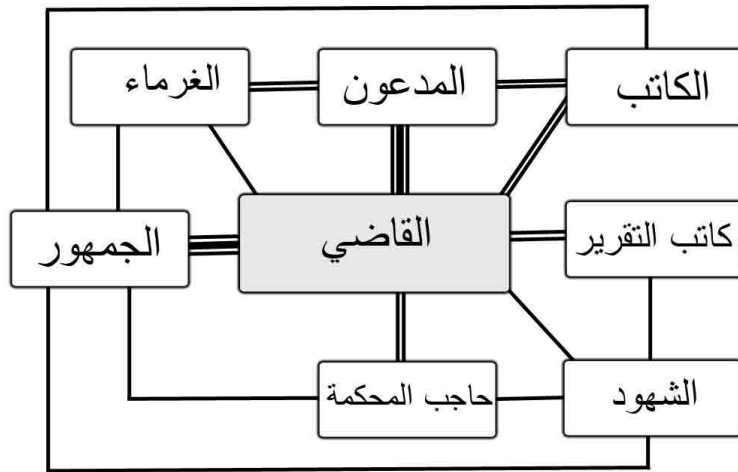 الكاتب
المدعون
الغرماء
كاتب التقرير
القاضي
الجمهور
الشهود
حاجب المحكمة